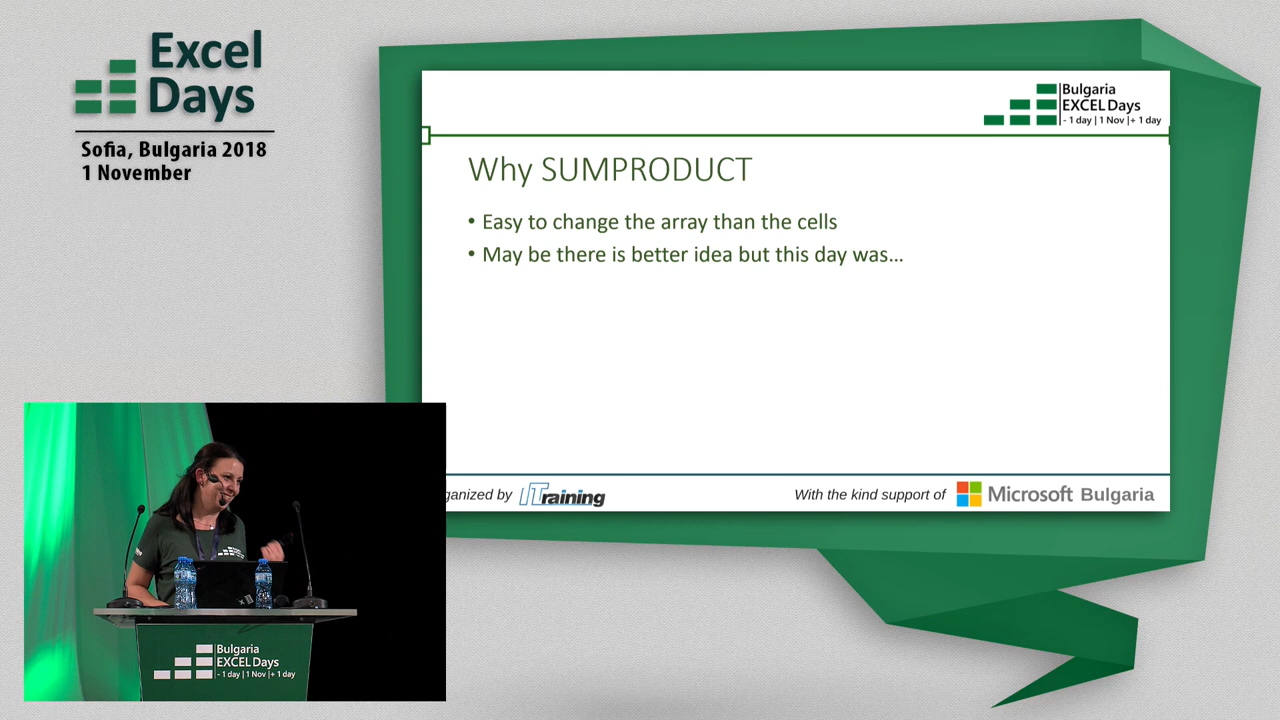 Excel
Days
Sofia, Bulgaria 2018
1 November
Bulgaria
EXCEL Days
- 1 day | 1 Nov |+ 1 day
Why SUMPRODUCT
• Easy to change the array than the cells
• May be there is better idea but this day was...
ganized by ITraining
With the kind support of Microsoft Bulgaria
Bulgaria
EXCEL Days
- 1 day | 1 Nov |+ 1 day